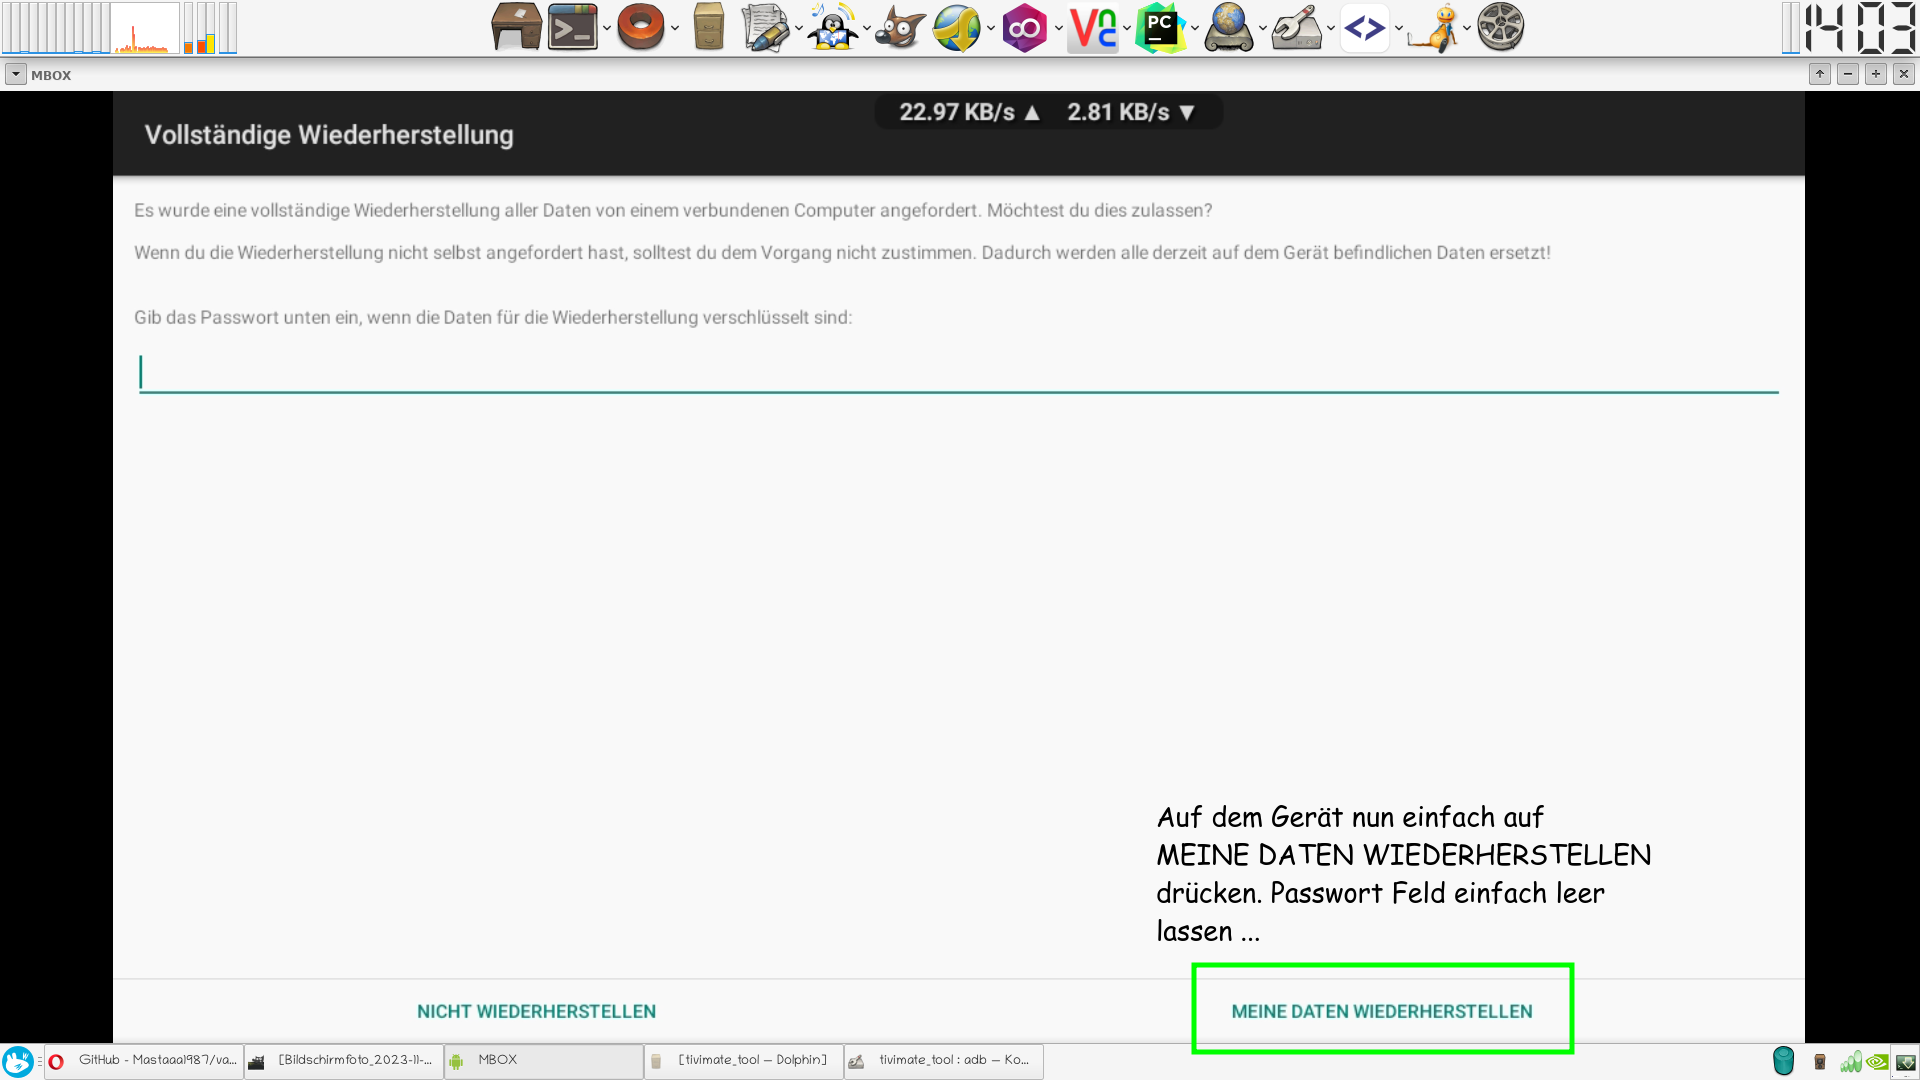 PC
14:03
MBOX
22.97 KB/s ▲ 2.81 KB/s ▼
Vollständige Wiederherstellung
Es wurde eine vollständige Wiederherstellung aller Daten von einem verbundenen Computer angefordert. Möchtest du dies zulassen?
Wenn du die Wiederherstellung nicht selbst angefordert hast, solltest du dem Vorgang nicht zustimmen. Dadurch werden alle derzeit auf dem Gerät befindlichen Daten ersetzt!
Gib das Passwort unten ein, wenn die Daten für die Wiederherstellung verschlüsselt sind:
Auf dem Gerät nun einfach auf
MEINE DATEN WIEDERHERSTELLEN
drücken. Passwort Feld einfach leer
lassen ...
NICHT WIEDERHERSTELLEN
MEINE DATEN WIEDERHERSTELLEN
GitHub - Mastaaa1987/va...
[Bildschirmfoto_2023-11-...
MBOX
[tivimate_tool – Dolphin]
tivimate_tool : adb – Ko...